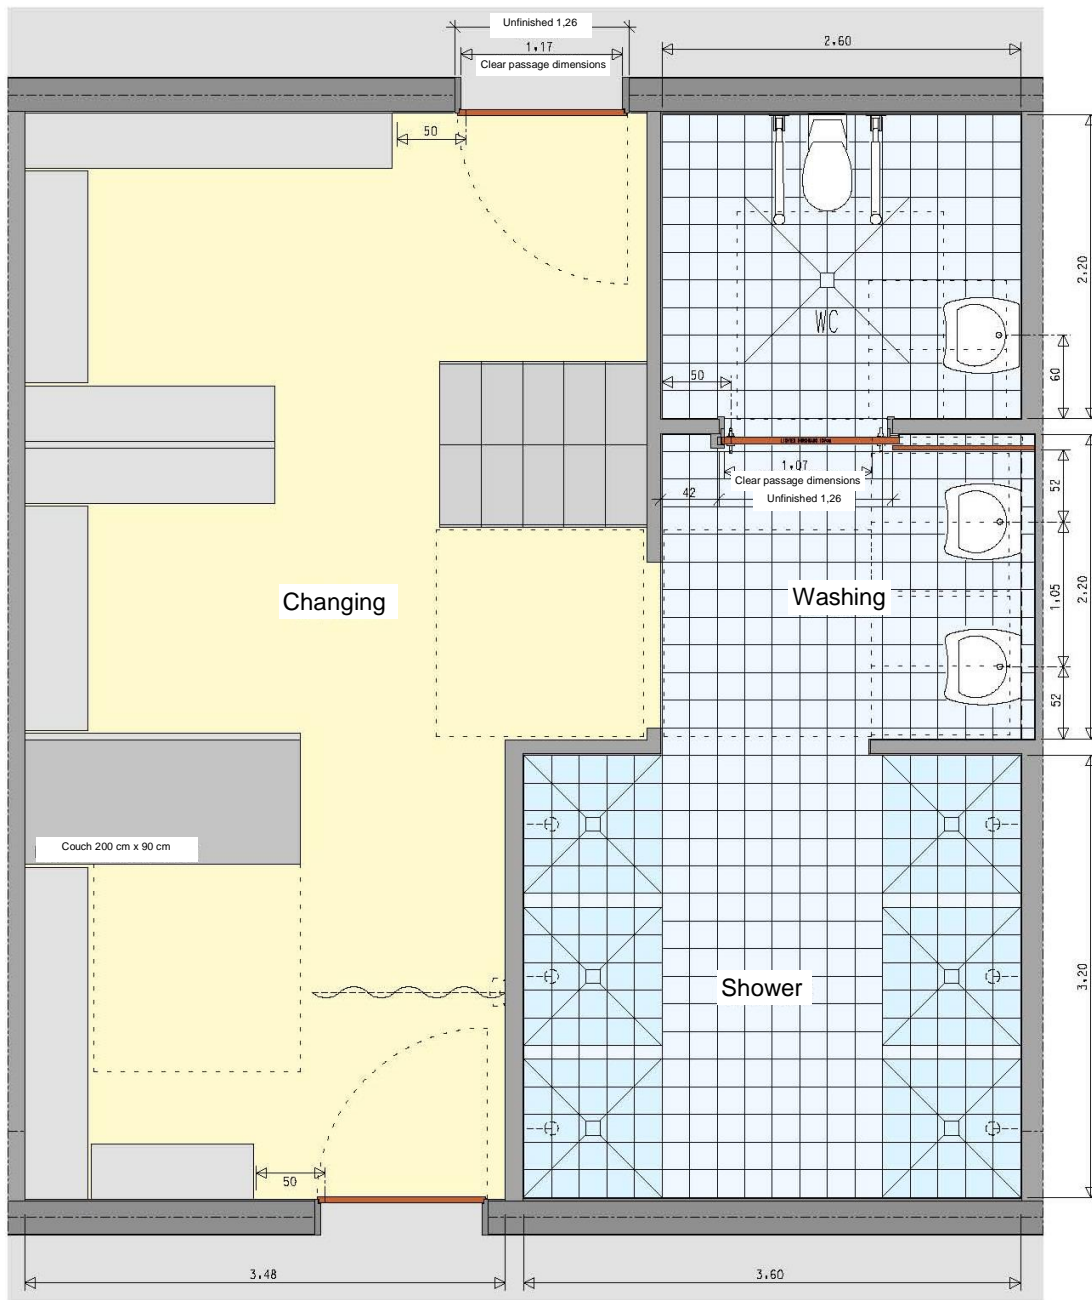 Unfinished 1,26
1,17
Clear passage dimensions
2,60
50
2,20
WC
60
50
1,07
Clear passage dimensions
42
Unfinished 1,26
52
Changing
Washing
1,05
2,20
52
Couch 200 cm x 90 cm
Shower
3,20
50
3,48
3,60